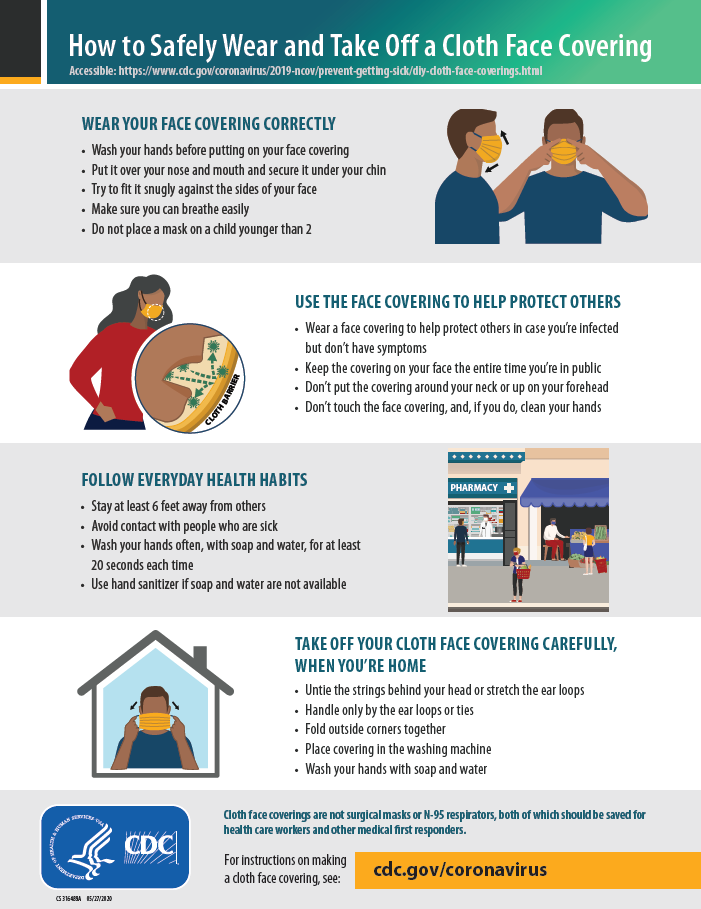 How to Safely Wear and Take Off a Cloth Face Covering
Accessible: https://www.cdc.gov/coronavirus/2019-ncov/prevent-getting-sick/diy-cloth-face-coverings.html
WEAR YOUR FACE COVERING CORRECTLY
• Wash your hands before putting on your face covering
• Put it over your nose and mouth and secure it under your chin
• Try to fit it snugly against the sides of your face
• Make sure you can breathe easily
• Do not place a mask on a child younger than 2
CLOTH BARRIER
USE THE FACE COVERING TO HELP PROTECT OTHERS
• Wear a face covering to help protect others in case you’re infected
but don’t have symptoms
• Keep the covering on your face the entire time you’re in public
• Don’t put the covering around your neck or up on your forehead
• Don’t touch the face covering, and, if you do, clean your hands
FOLLOW EVERYDAY HEALTH HABITS
• Stay at least 6 feet away from others
• Avoid contact with people who are sick
• Wash your hands often, with soap and water, for at least
20 seconds each time
• Use hand sanitizer if soap and water are not available
PHARMACY
TAKE OFF YOUR CLOTH FACE COVERING CAREFULLY,
WHEN YOU’RE HOME
• Untie the strings behind your head or stretch the ear loops
• Handle only by the ear loops or ties
• Fold outside corners together
• Place covering in the washing machine
• Wash your hands with soap and water
DEPARTMENT OF HEALTH & HUMAN SERVICES USA
CDC
CS 316488A 05/27/2020
Cloth face coverings are not surgical masks or N-95 respirators, both of which should be saved for
health care workers and other medical first responders.
For instructions on making
a cloth face covering, see:
cdc.gov/coronavirus